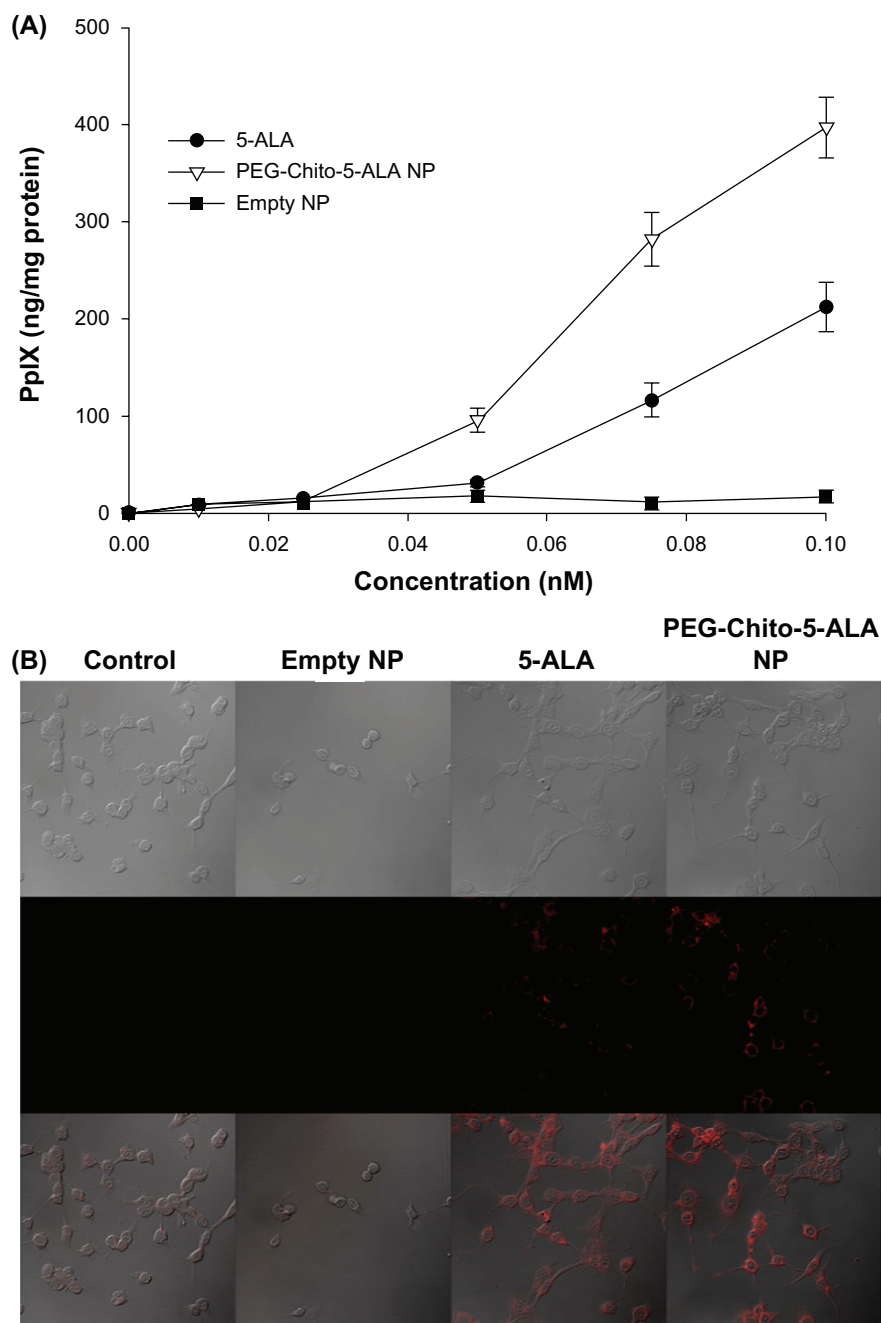 (A)
500
400
300
200
100
0
PpIX (ng/mg protein)
5-ALA
PEG-Chito-5-ALA NP
Empty NP
0.00 0.02 0.04 0.06 0.08 0.10
Concentration (nM)
(B)
Control
Empty NP
5-ALA
PEG-Chito-5-ALA
NP